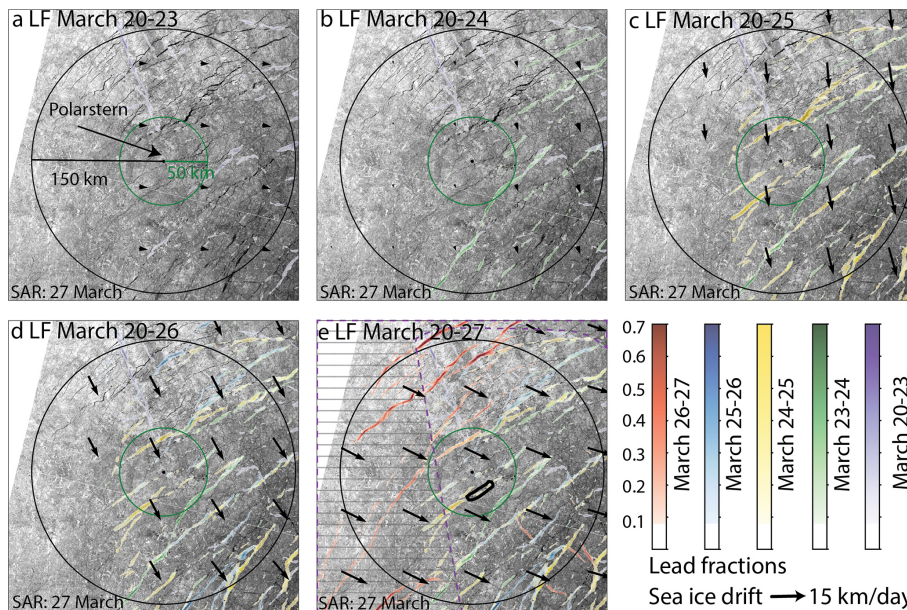 a LF March 20-23
Polarstern
50 km
150 km
SAR: 27 March
b LF March 20-24
SAR: 27 March
c LF March 20-25
SAR: 27 March
d LF March 20-26
SAR: 27 March
e LF March 20-27
SAR: 27 March
0.7
0.6
0.5
0.4
0.3
0.2
0.1
March 26-27
March 25-26
March 24-25
March 23-24
March 20-23
Lead fractions
Sea ice drift 15 km/day